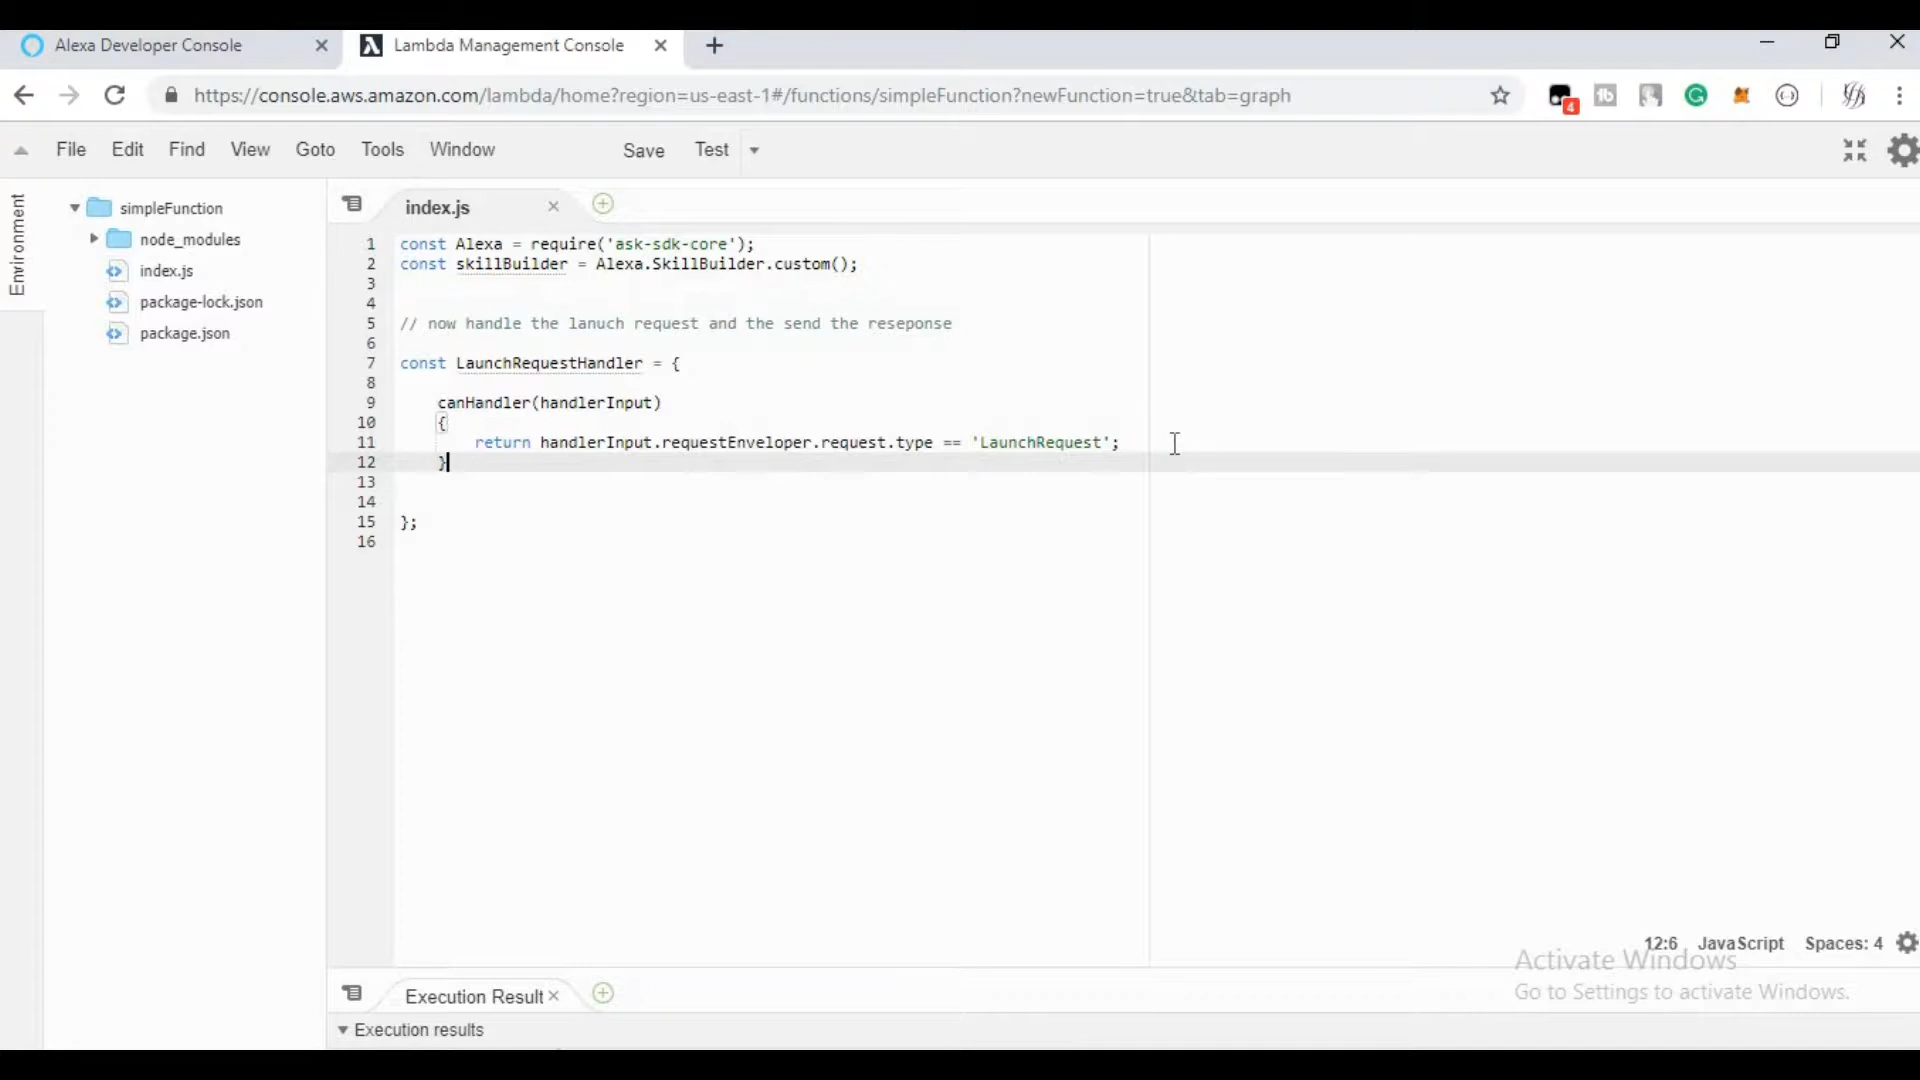 Alexa Developer Console
Lambda Management Console
https://console.aws.amazon.com/lambda/home?region=us-east-1#/functions/simpleFunction?newFunction=true&tab=graph
4
File Edit Find View Goto Tools Window Save Test
Environment
simpleFunction
node_modules
index.js
package-lock.json
package.json
index.js
1 const Alexa = require('ask-sdk-core');
2 const skillBuilder = Alexa.SkillBuilder.custom();
3
4
5 // now handle the lanuch request and the send the reseponse
6
7 const LaunchRequestHandler = {
8
9 canHandler(handlerInput)
10 {
11 return handlerInput.requestEnveloper.request.type == 'LaunchRequest';
12 }
13
14
15 };
16
12:6 JavaScript Spaces: 4
Activate Windows
Go to Settings to activate Windows.
Execution Result
Execution results